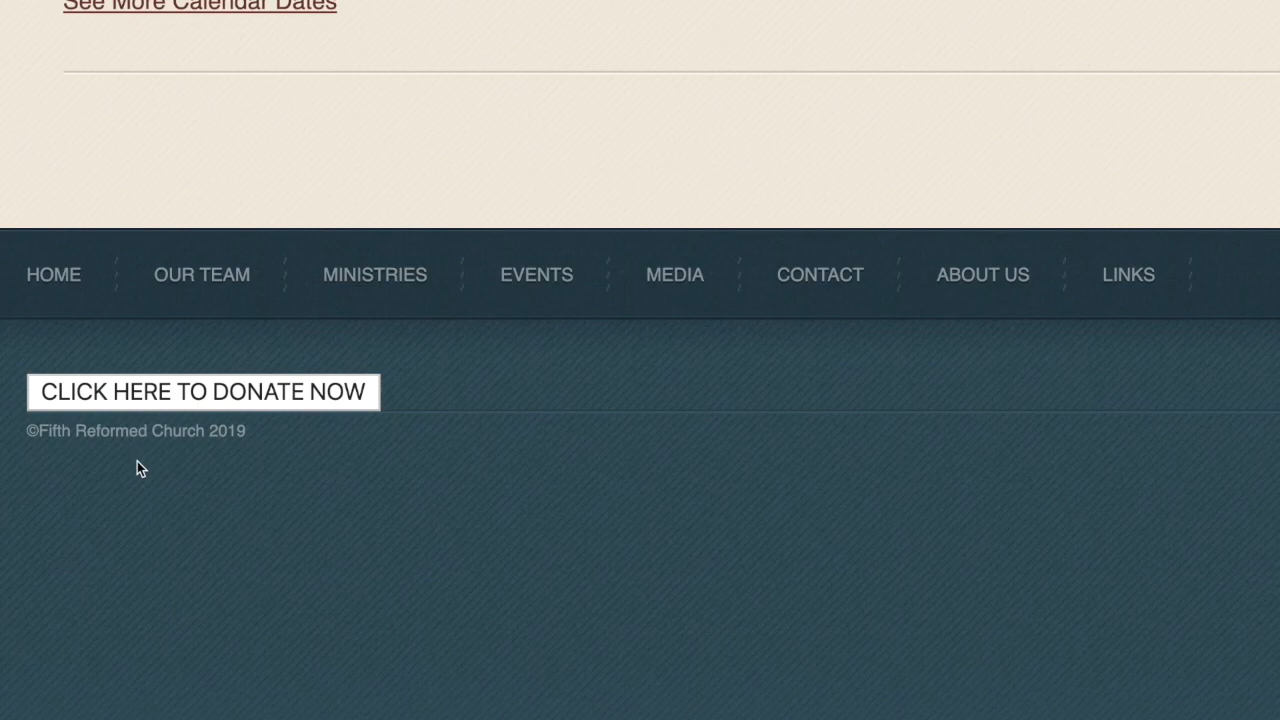 See More Calendar Dates
HOME OUR TEAM MINISTRIES EVENTS MEDIA CONTACT ABOUT US LINKS
CLICK HERE TO DONATE NOW
©Fifth Reformed Church 2019